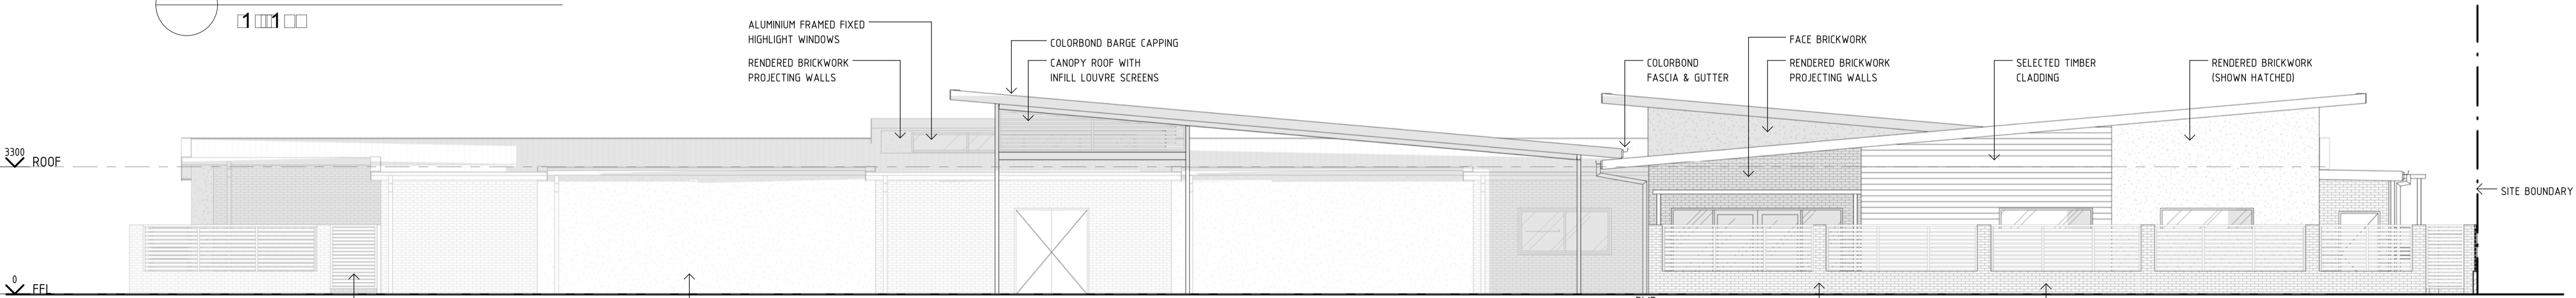 ALUMINIUM FRAMED FIXED
HIGHLIGHT WINDOWS
RENDERED BRICKWORK
PROJECTING WALLS
COLORBOND BARGE CAPPING
CANOPY ROOF WITH
INFILL LOUVRE SCREENS
COLORBOND
FASCIA & GUTTER
FACE BRICKWORK
RENDERED BRICKWORK
PROJECTING WALLS
SELECTED TIMBER
CLADDING
RENDERED BRICKWORK
(SHOWN HATCHED)
SITE BOUNDARY
3300
ROOF
0
FFL